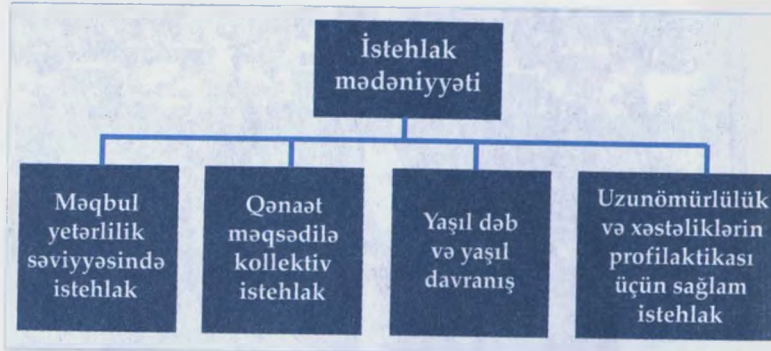 İstehlak
mədəniyyəti
Məqbul
yetərlilik
səviyyəsində
istehlak
Qənaət
məqsədilə
kollektiv
istehlak
Yaşıl dəb
və yaşıl
davranış
Uzunömürlülük
və xəstəliklərin
profilaktikası
üçün sağlam
istehlak